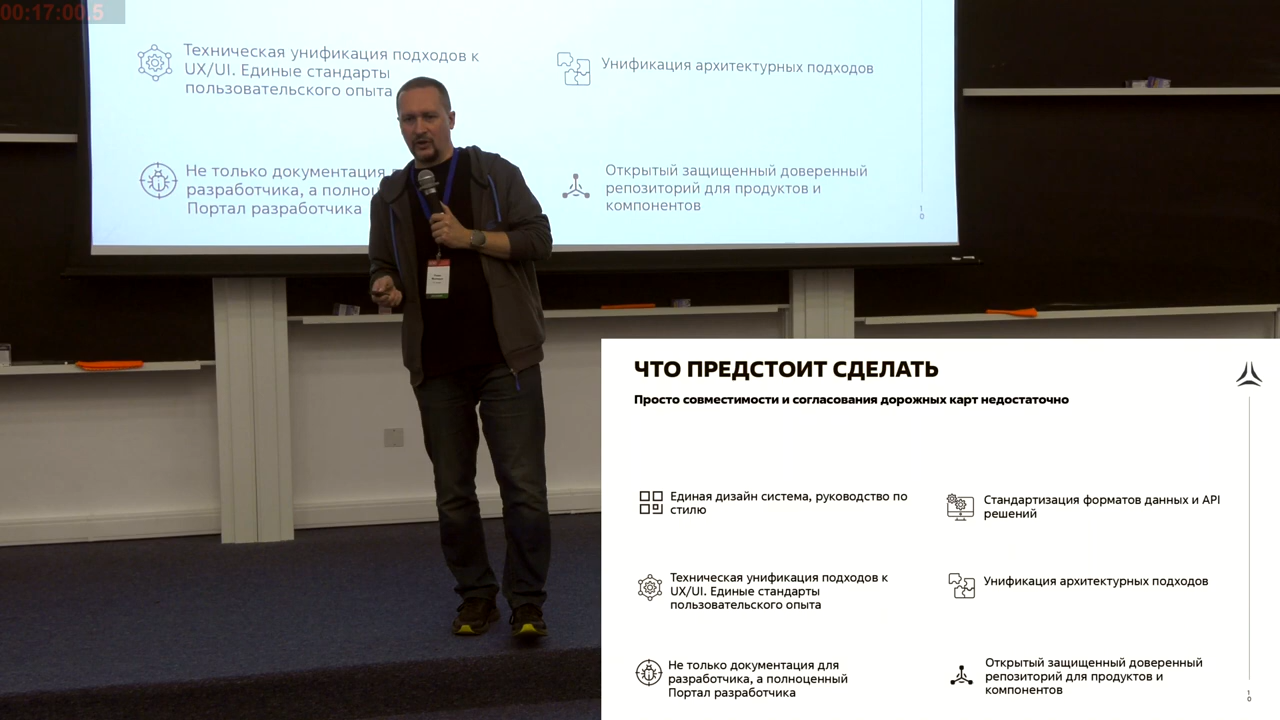 00:17:00.5
Техническая унификация подходов к
UX/UI. Единые стандарты
пользовательского опыта
Унификация архитектурных подходов
Не только документация
разработчика, а
Портал разработчика
Открытый защищенный доверенный
репозиторий для продуктов и
компонентов
10
ЧТО ПРЕДСТОИТ СДЕЛАТЬ
Просто совместимости и согласования дорожных карт недостаточно
Единая дизайн система, руководство по
стилю
Стандартизация форматов данных и API
решений
Техническая унификация подходов к
UX/UI. Единые стандарты
пользовательского опыта
Унификация архитектурных подходов
Не только документация для
разработчика, а полноценный
Портал разработчика
Открытый защищенный доверенный
репозиторий для продуктов и
компонентов
10